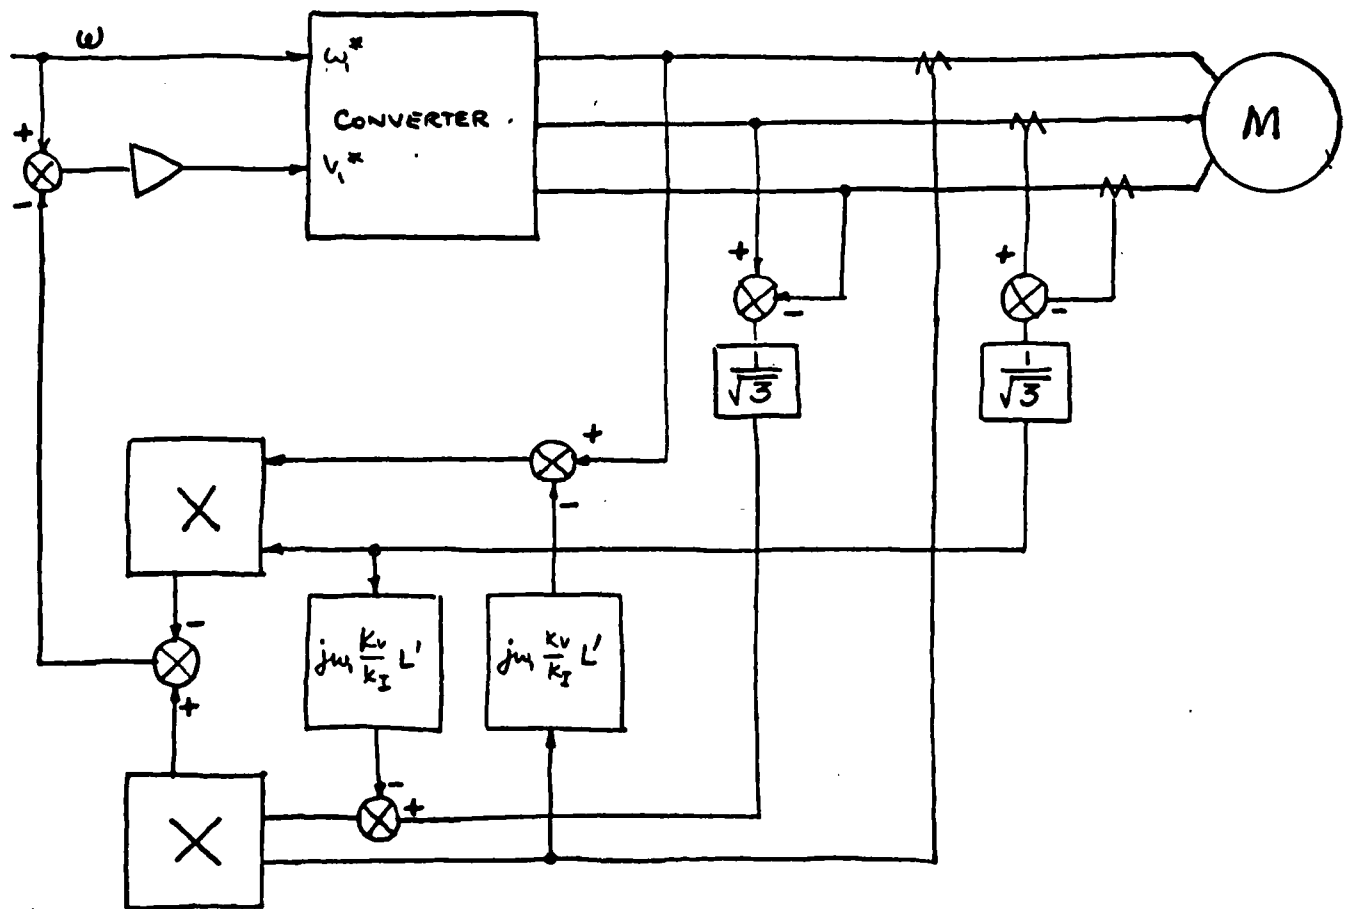 ω
ω₁*
CONVERTER
V₁*
M
+
-
+
-
+
-
1
√3
1
√3
+
-
X
-
+
jω₁ Kv/kI L'
jω₁ Kv/kI L'
-
+
X